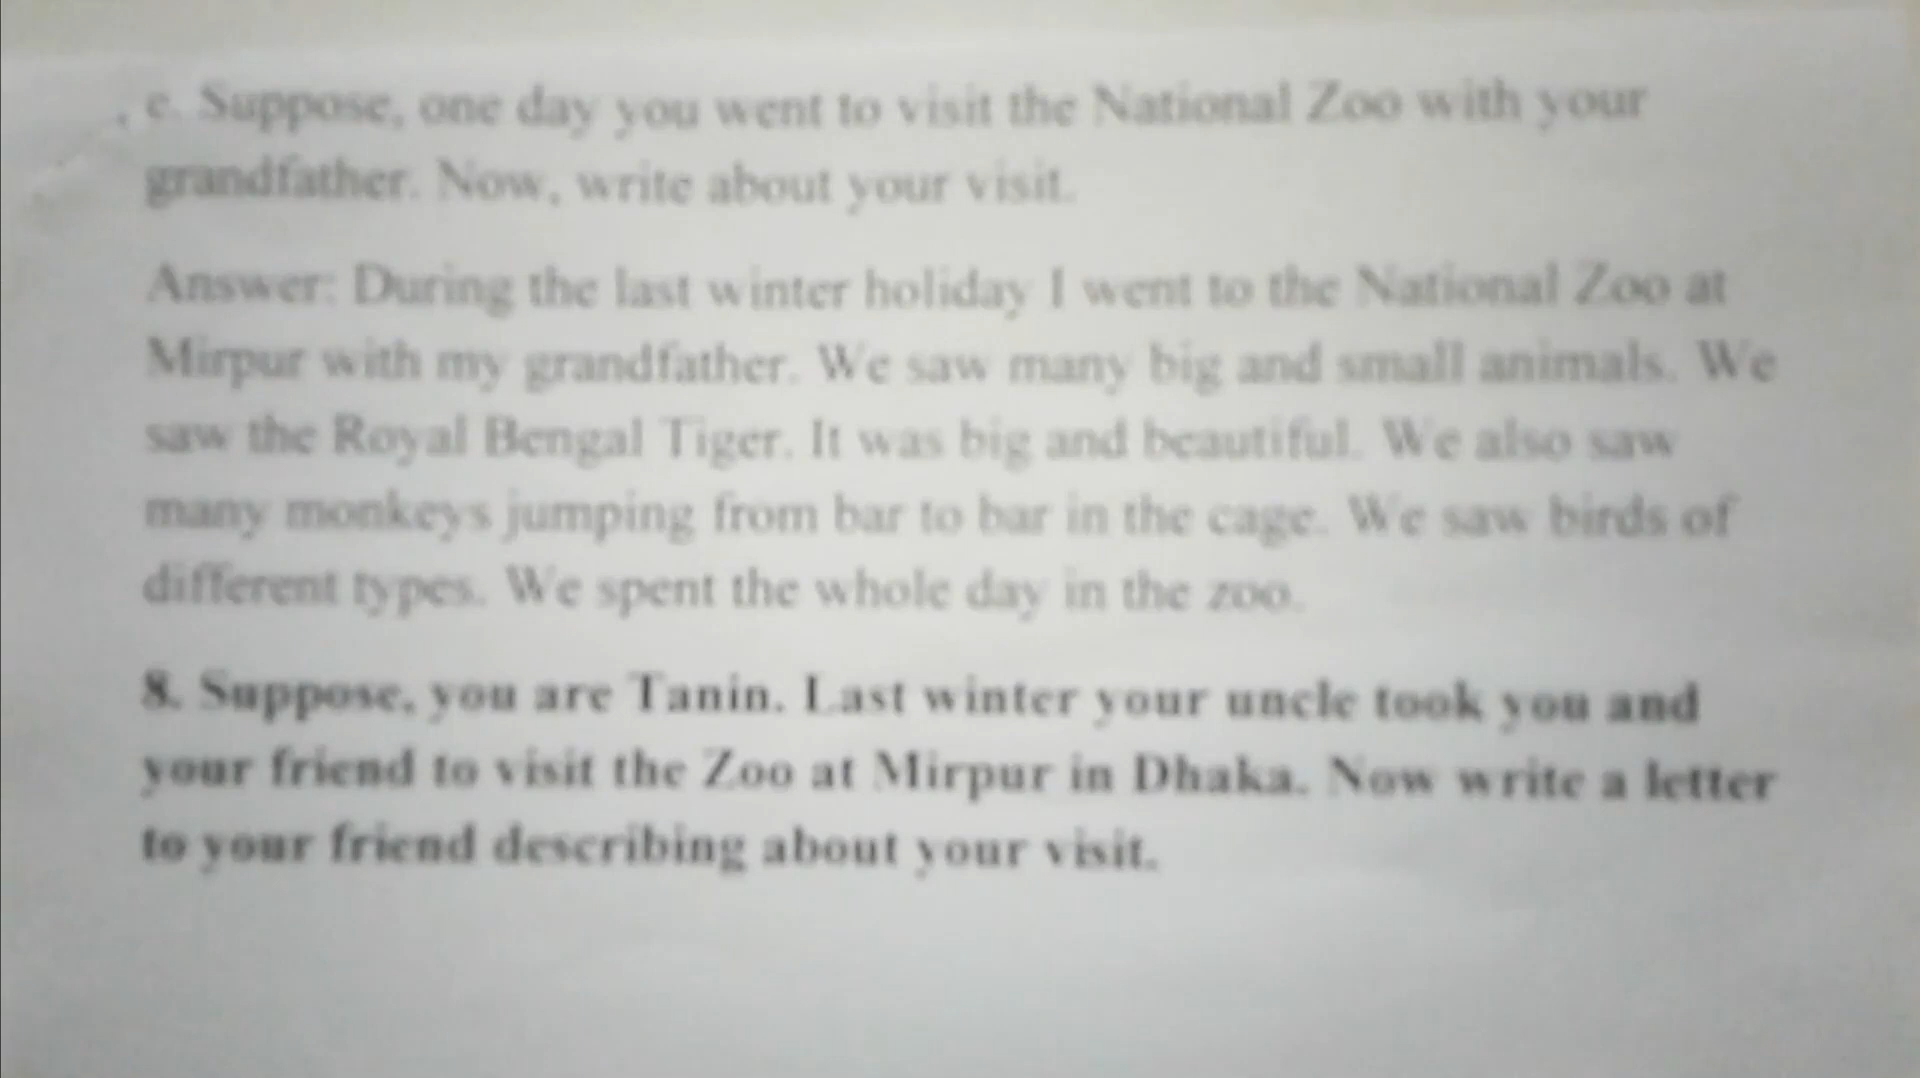 c. Suppose, one day you went to visit the National Zoo with your
grandfather. Now, write about your visit.
Answer: During the last winter holiday I went to the National Zoo at
Mirpur with my grandfather. We saw many big and small animals. We
saw the Royal Bengal Tiger. It was big and beautiful. We also saw
many monkeys jumping from bar to bar in the cage. We saw birds of
different types. We spent the whole day in the zoo.
8. Suppose, you are Tanin. Last winter your uncle took you and
your friend to visit the Zoo at Mirpur in Dhaka. Now write a letter
to your friend describing about your visit.